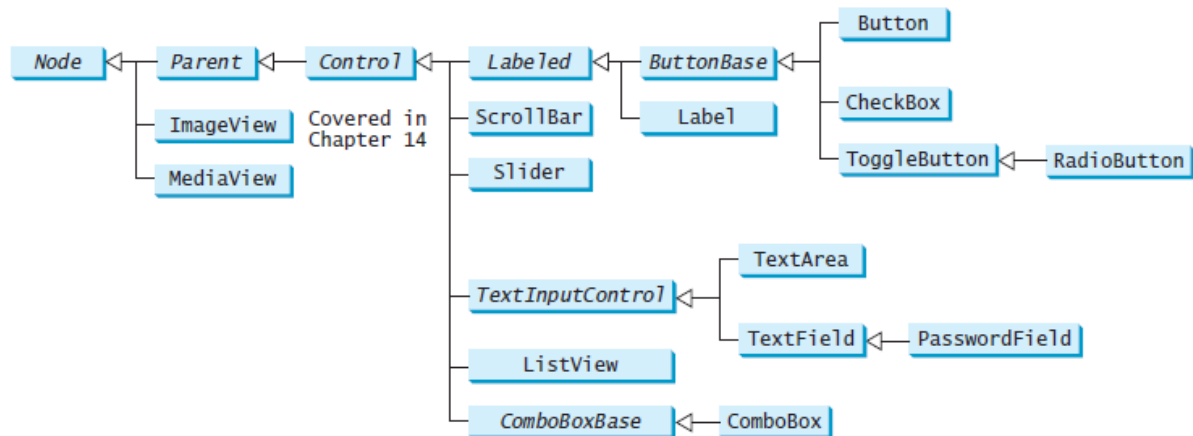 Button
Node
Parent
Control
Labeled
ButtonBase
ImageView
Covered in
Chapter 14
ScrollBar
Label
CheckBox
MediaView
Slider
ToggleButton
RadioButton
TextArea
TextInputControl
TextField
PasswordField
ListView
ComboBoxBase
ComboBox